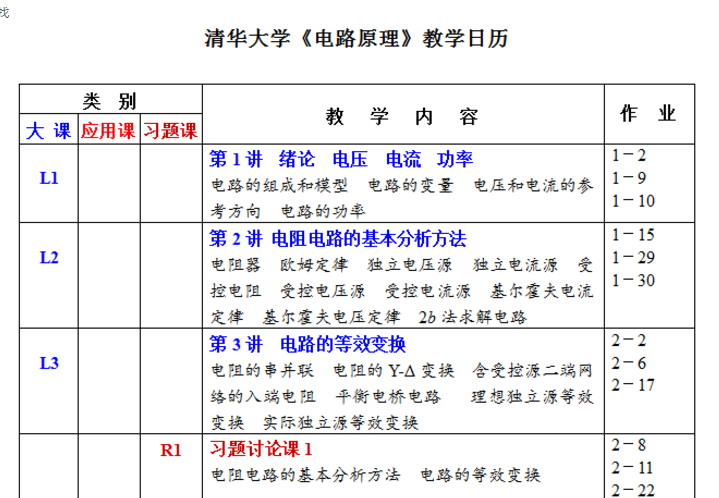 线
清华大学《电路原理》教学日历
类 别
教 学 内 容
作 业
大 课
应用课
习题课
L1
第 1 讲 绪论 电压 电流 功率
电路的组成和模型 电路的变量 电压和电流的参
考方向 电路的功率
1－2
1－9
1－10
L2
第 2 讲 电阻电路的基本分析方法
电阻器 欧姆定律 独立电压源 独立电流源 受
控电阻 受控电压源 受控电流源 基尔霍夫电流
定律 基尔霍夫电压定律 2b 法求解电路
1－15
1－29
1－30
L3
第 3 讲 电路的等效变换
电阻的串并联 电阻的 Y-Δ 变换 含受控源二端网
络的入端电阻 平衡电桥电路 理想独立源等效
变换 实际独立源等效变换
2－2
2－6
2－17
R1
习题讨论课 1
电阻电路的基本分析方法 电路的等效变换
2－8
2－11
2－22